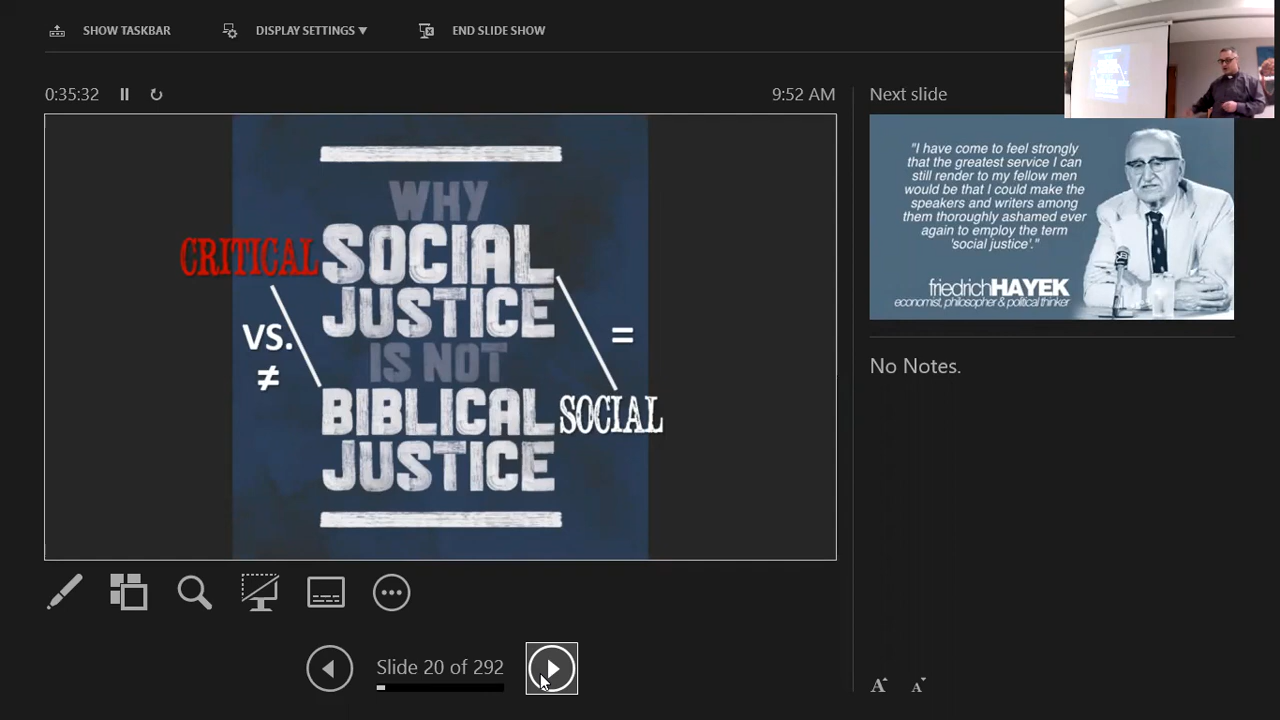 SHOW TASKBAR
DISPLAY SETTINGS ▼
END SLIDE SHOW
0:35:32
9:52 AM
WHY
CRITICAL SOCIAL
JUSTICE
VS.
≠
=
IS NOT
BIBLICAL SOCIAL
JUSTICE
Next slide
"I have come to feel strongly
that the greatest service I can
still render to my fellow men
would be that I could make the
speakers and writers among
them thoroughly ashamed ever
again to employ the term
'social justice'."
friedrichHAYEK
economist, philosopher & political thinker
No Notes.
Slide 20 of 292
A A